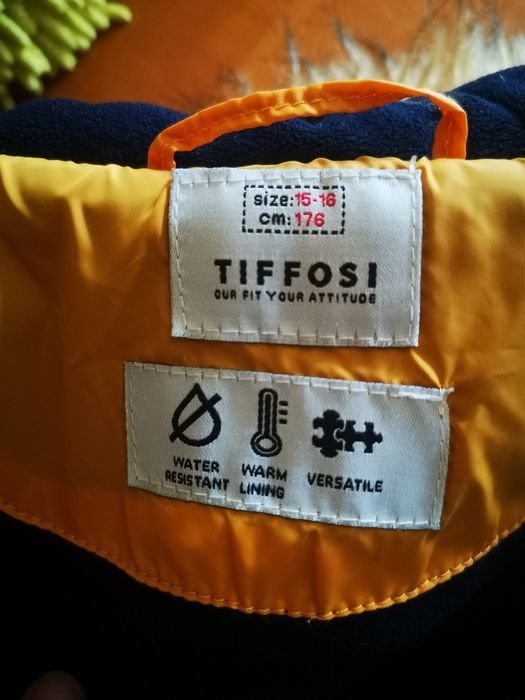 size:15-16
cm:176
TIFFOSI
OUR FIT YOUR ATTITUDE
WATER RESISTANT
WARM LINING
VERSATILE